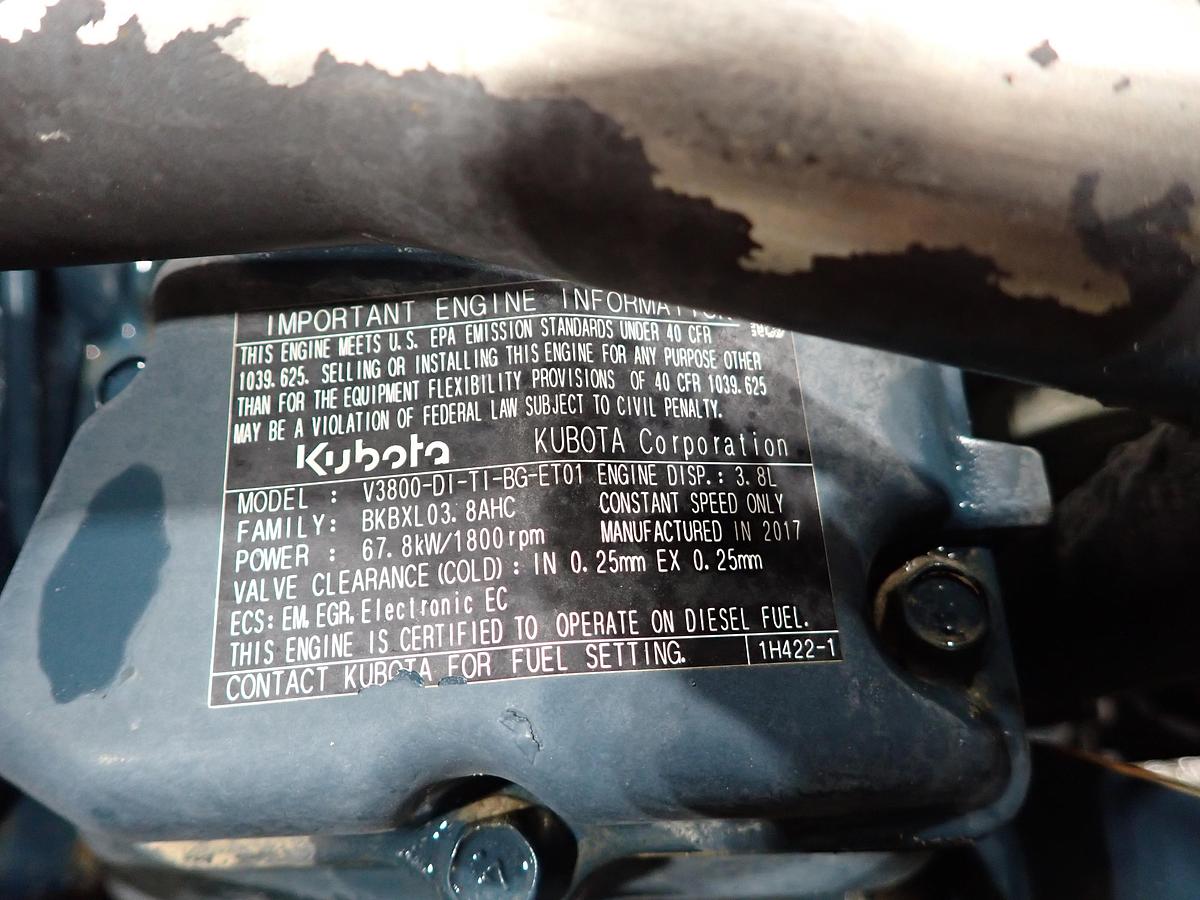 IMPORTANT ENGINE INFORMATION
THIS ENGINE MEETS U.S. EPA EMISSION STANDARDS UNDER 40 CFR
1039.625. SELLING OR INSTALLING THIS ENGINE FOR ANY PURPOSE OTHER
THAN FOR THE EQUIPMENT FLEXIBILITY PROVISIONS OF 40 CFR 1039.625
MAY BE A VIOLATION OF FEDERAL LAW SUBJECT TO CIVIL PENALTY.
Kubota KUBOTA Corporation
MODEL : V3800-DI-TI-BG-ET01 ENGINE DISP.: 3.8L
FAMILY: BKBXL03.8AHC CONSTANT SPEED ONLY
POWER : 67.8kW/1800rpm MANUFACTURED IN 2017
VALVE CLEARANCE (COLD): IN 0.25mm EX 0.25mm
ECS: EM, EGR, Electronic EC
THIS ENGINE IS CERTIFIED TO OPERATE ON DIESEL FUEL.
CONTACT KUBOTA FOR FUEL SETTING. 1H422-1